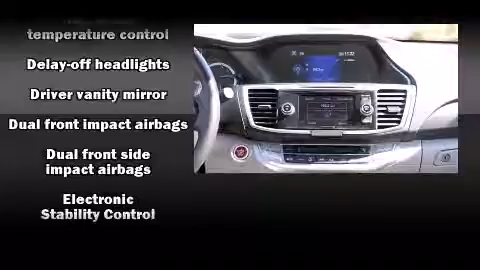 temperature control
Delay-off headlights
Driver vanity mirror
Dual front impact airbags
Dual front side
impact airbags
Electronic
Stability Control